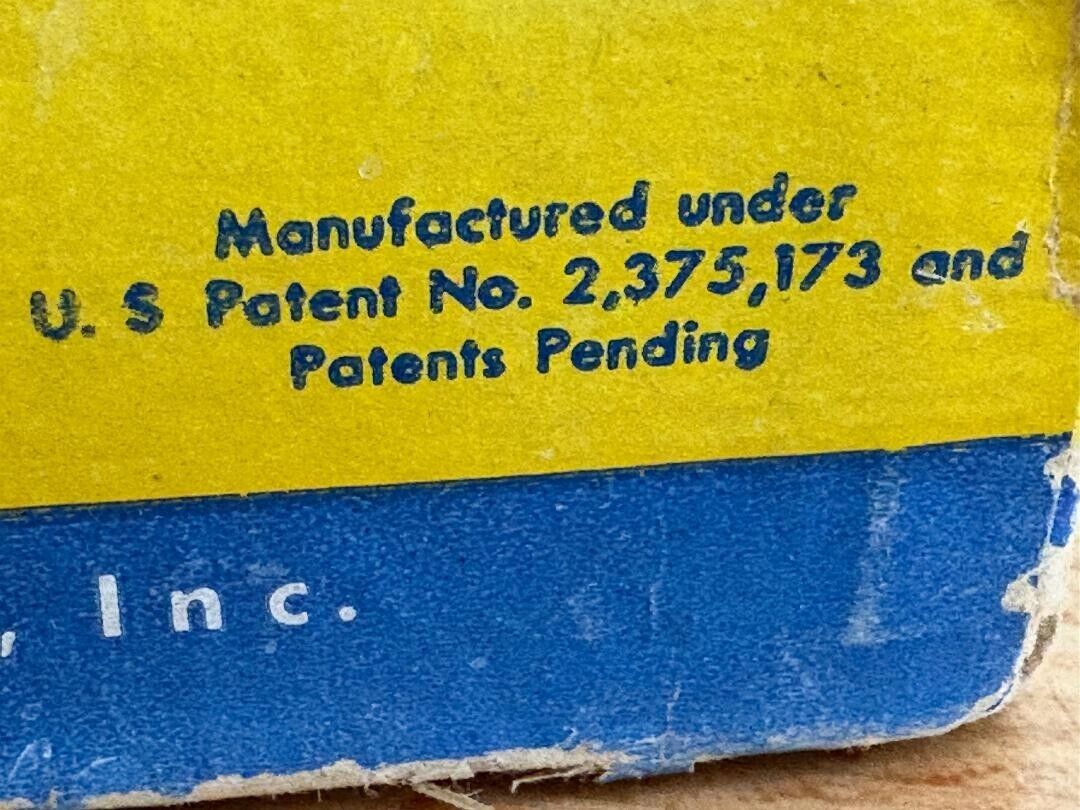 Manufactured under
U. S Patent No. 2,375,173 and
Patents Pending
, Inc.